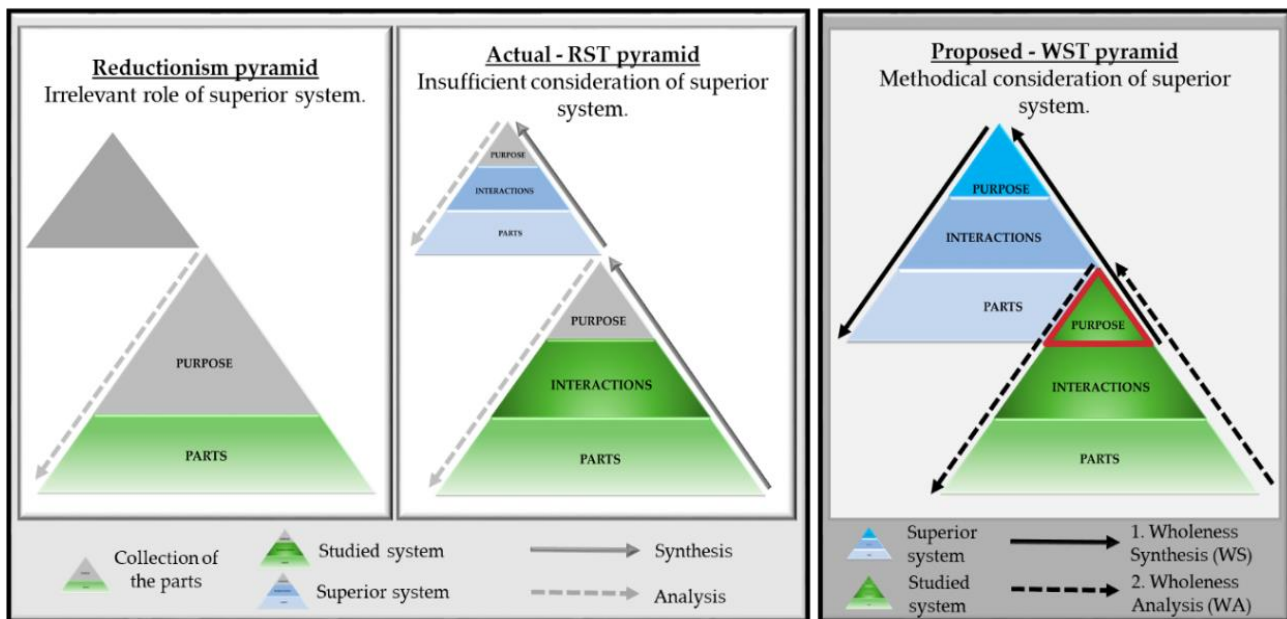 Reductionism pyramid
Irrelevant role of superior system.
PURPOSE
PARTS
Actual - RST pyramid
Insufficient consideration of superior
system.
PURPOSE
INTERACTIONS
PARTS
PURPOSE
INTERACTIONS
PARTS
Collection of
the parts
Studied system
Superior system
Synthesis
Analysis
Proposed - WST pyramid
Methodical consideration of superior
system.
PURPOSE
INTERACTIONS
PARTS
PURPOSE
INTERACTIONS
PARTS
Superior
system
Studied
system
1. Wholeness
Synthesis (WS)
2. Wholeness
Analysis (WA)